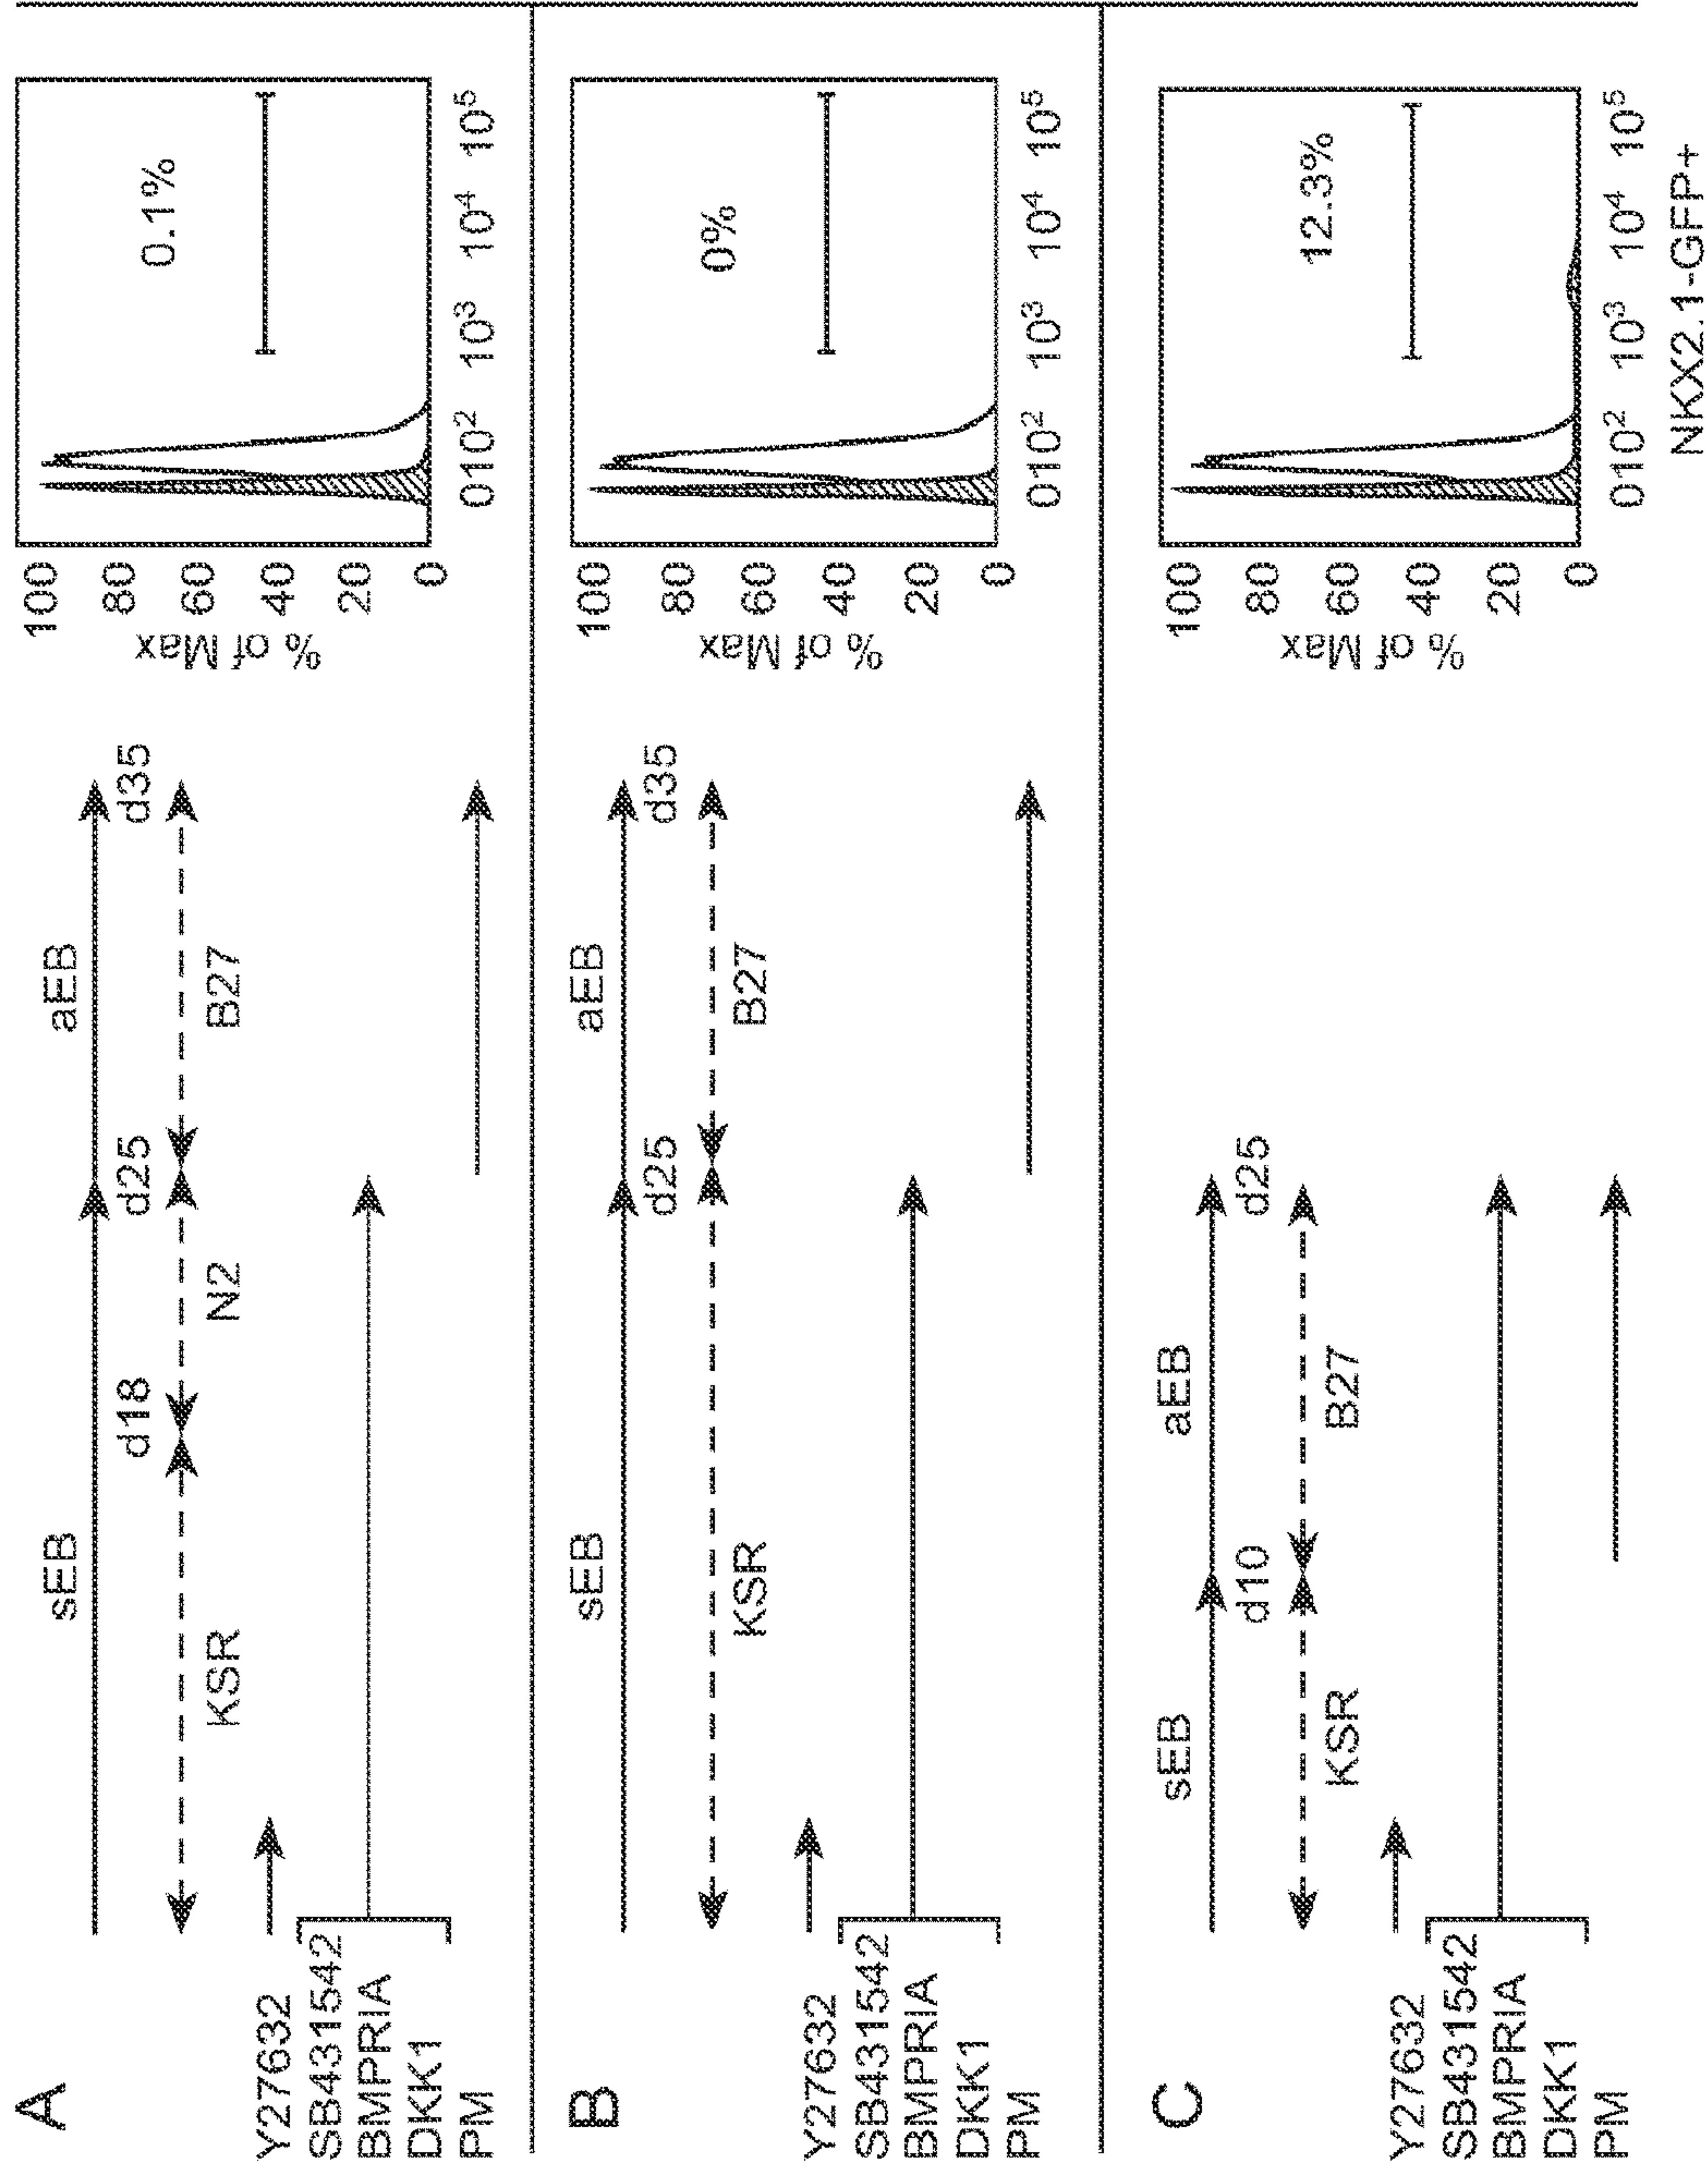 A
sEB
aEB
d18
d25
d35
KSR
N2
B27
Y27632
SB431542
BMPRIA
DKK1
PM
% of Max
100
80
60
40
20
0
0.1%
0 10² 10³ 10⁴ 10⁵
B
sEB
aEB
d25
d35
KSR
B27
Y27632
SB431542
BMPRIA
DKK1
PM
% of Max
100
80
60
40
20
0
0%
0 10² 10³ 10⁴ 10⁵
C
sEB
aEB
d10
d25
KSR
B27
Y27632
SB431542
BMPRIA
DKK1
PM
% of Max
100
80
60
40
20
0
12.3%
0 10² 10³ 10⁴ 10⁵
NKX2.1-GFP+